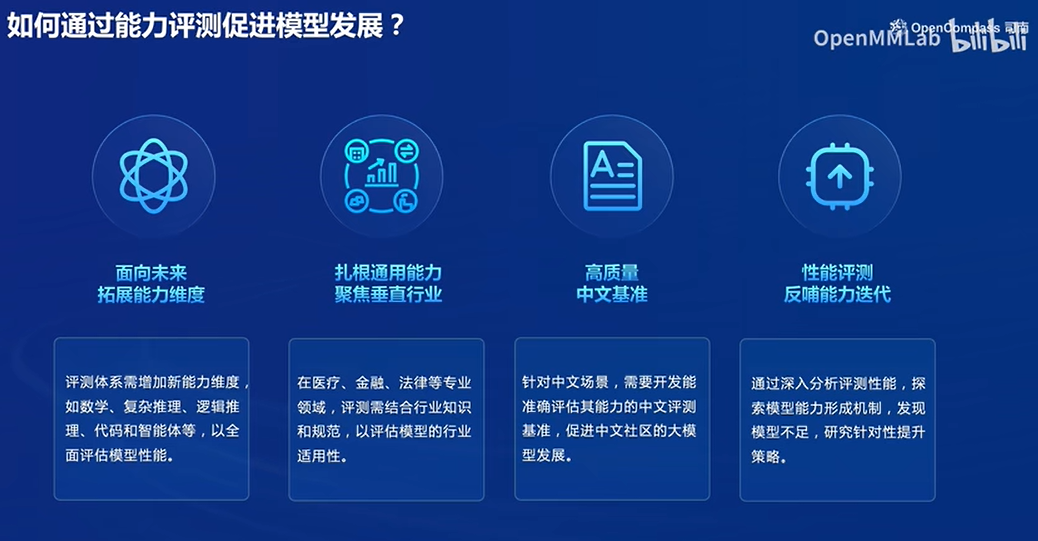 如何通过能力评测促进模型发展？
OpenCompass 司南
OpenMMLab bilibili
面向未来
拓展能力维度
扎根通用能力
聚焦垂直行业
高质量
中文基准
性能评测
反哺能力迭代
评测体系需增加新能力维度，
如数学、复杂推理、逻辑推
理、代码和智能体等，以全
面评估模型性能。
在医疗、金融、法律等专业
领域，评测需结合行业知识
和规范，以评估模型的行业
适用性。
针对中文场景，需要开发能
准确评估其能力的中文评测
基准，促进中文社区的大模
型发展。
通过深入分析评测性能，探
索模型能力形成机制，发现
模型不足，研究针对性提升
策略。